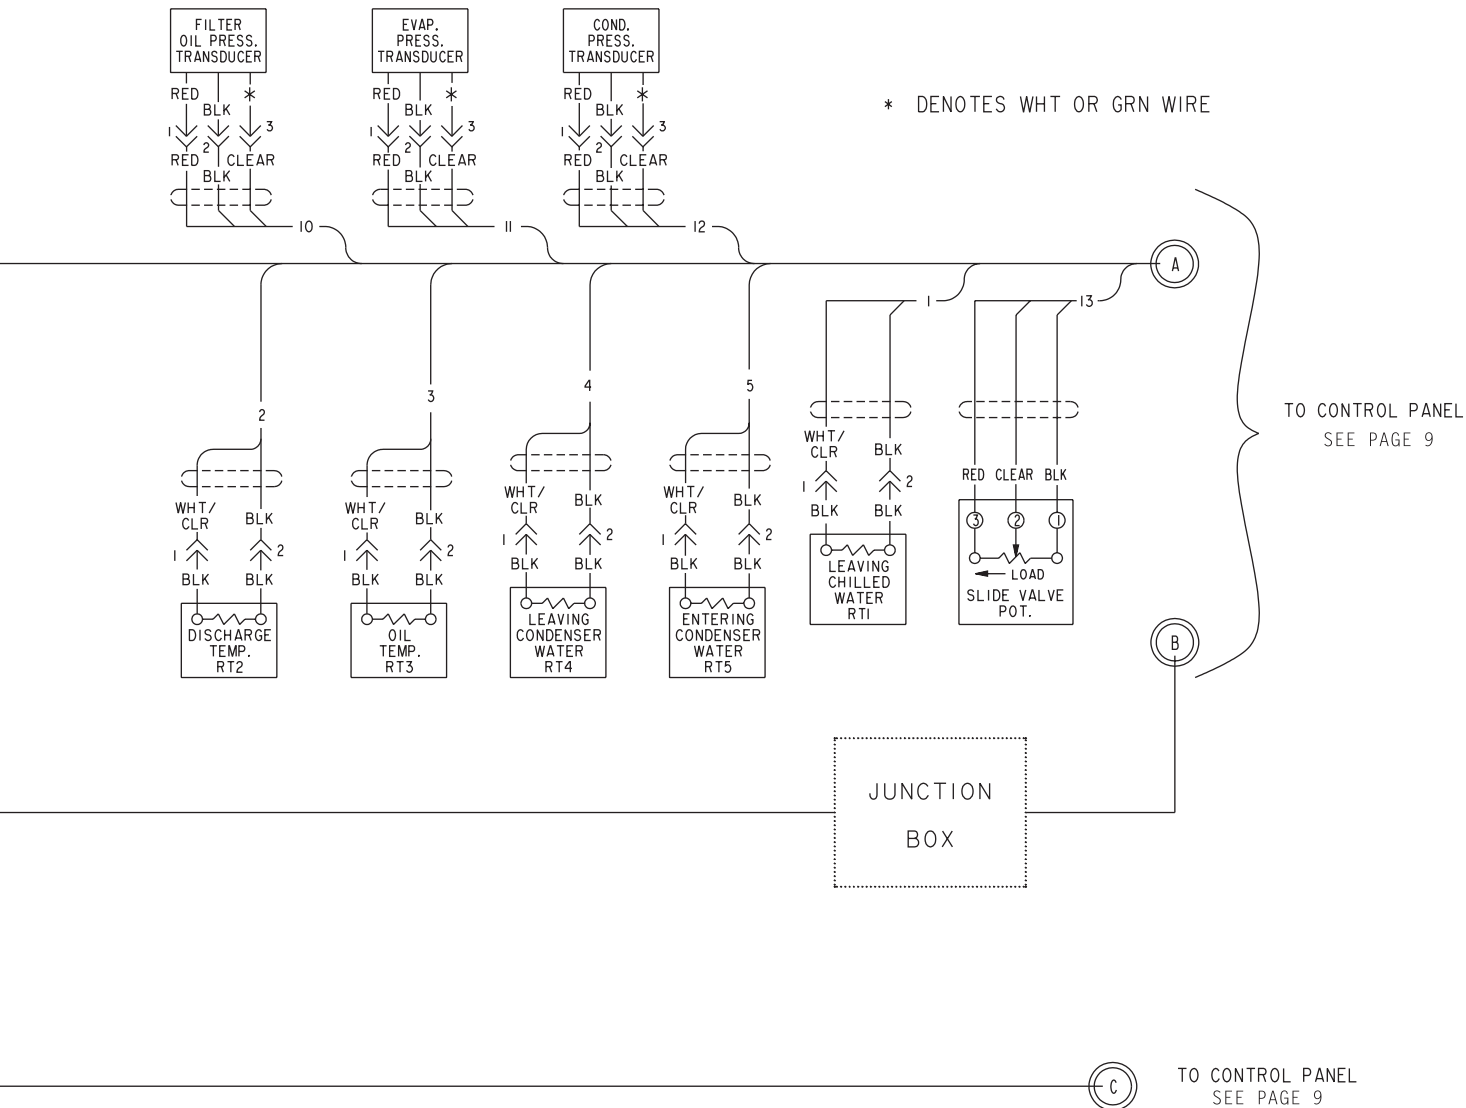 FILTER
OIL PRESS.
TRANSDUCER
EVAP.
PRESS.
TRANSDUCER
COND.
PRESS.
TRANSDUCER
RED
BLK
*
RED
BLK
*
RED
BLK
*
* DENOTES WHT OR GRN WIRE
1
2
3
1
2
3
1
2
3
RED
BLK
CLEAR
RED
BLK
CLEAR
RED
BLK
CLEAR
10
11
12
A
1
13
2
3
4
5
TO CONTROL PANEL
SEE PAGE 9
WHT/
CLR
BLK
1
2
BLK
BLK
DISCHARGE
TEMP.
RT2
WHT/
CLR
BLK
1
2
BLK
BLK
OIL
TEMP.
RT3
WHT/
CLR
BLK
1
2
BLK
BLK
LEAVING
CONDENSER
WATER
RT4
WHT/
CLR
BLK
1
2
BLK
BLK
ENTERING
CONDENSER
WATER
RT5
WHT/
CLR
BLK
1
2
BLK
BLK
LEAVING
CHILLED
WATER
RT1
RED CLEAR BLK
3 2 1
LOAD
SLIDE VALVE
POT.
B
JUNCTION
BOX
C
TO CONTROL PANEL
SEE PAGE 9